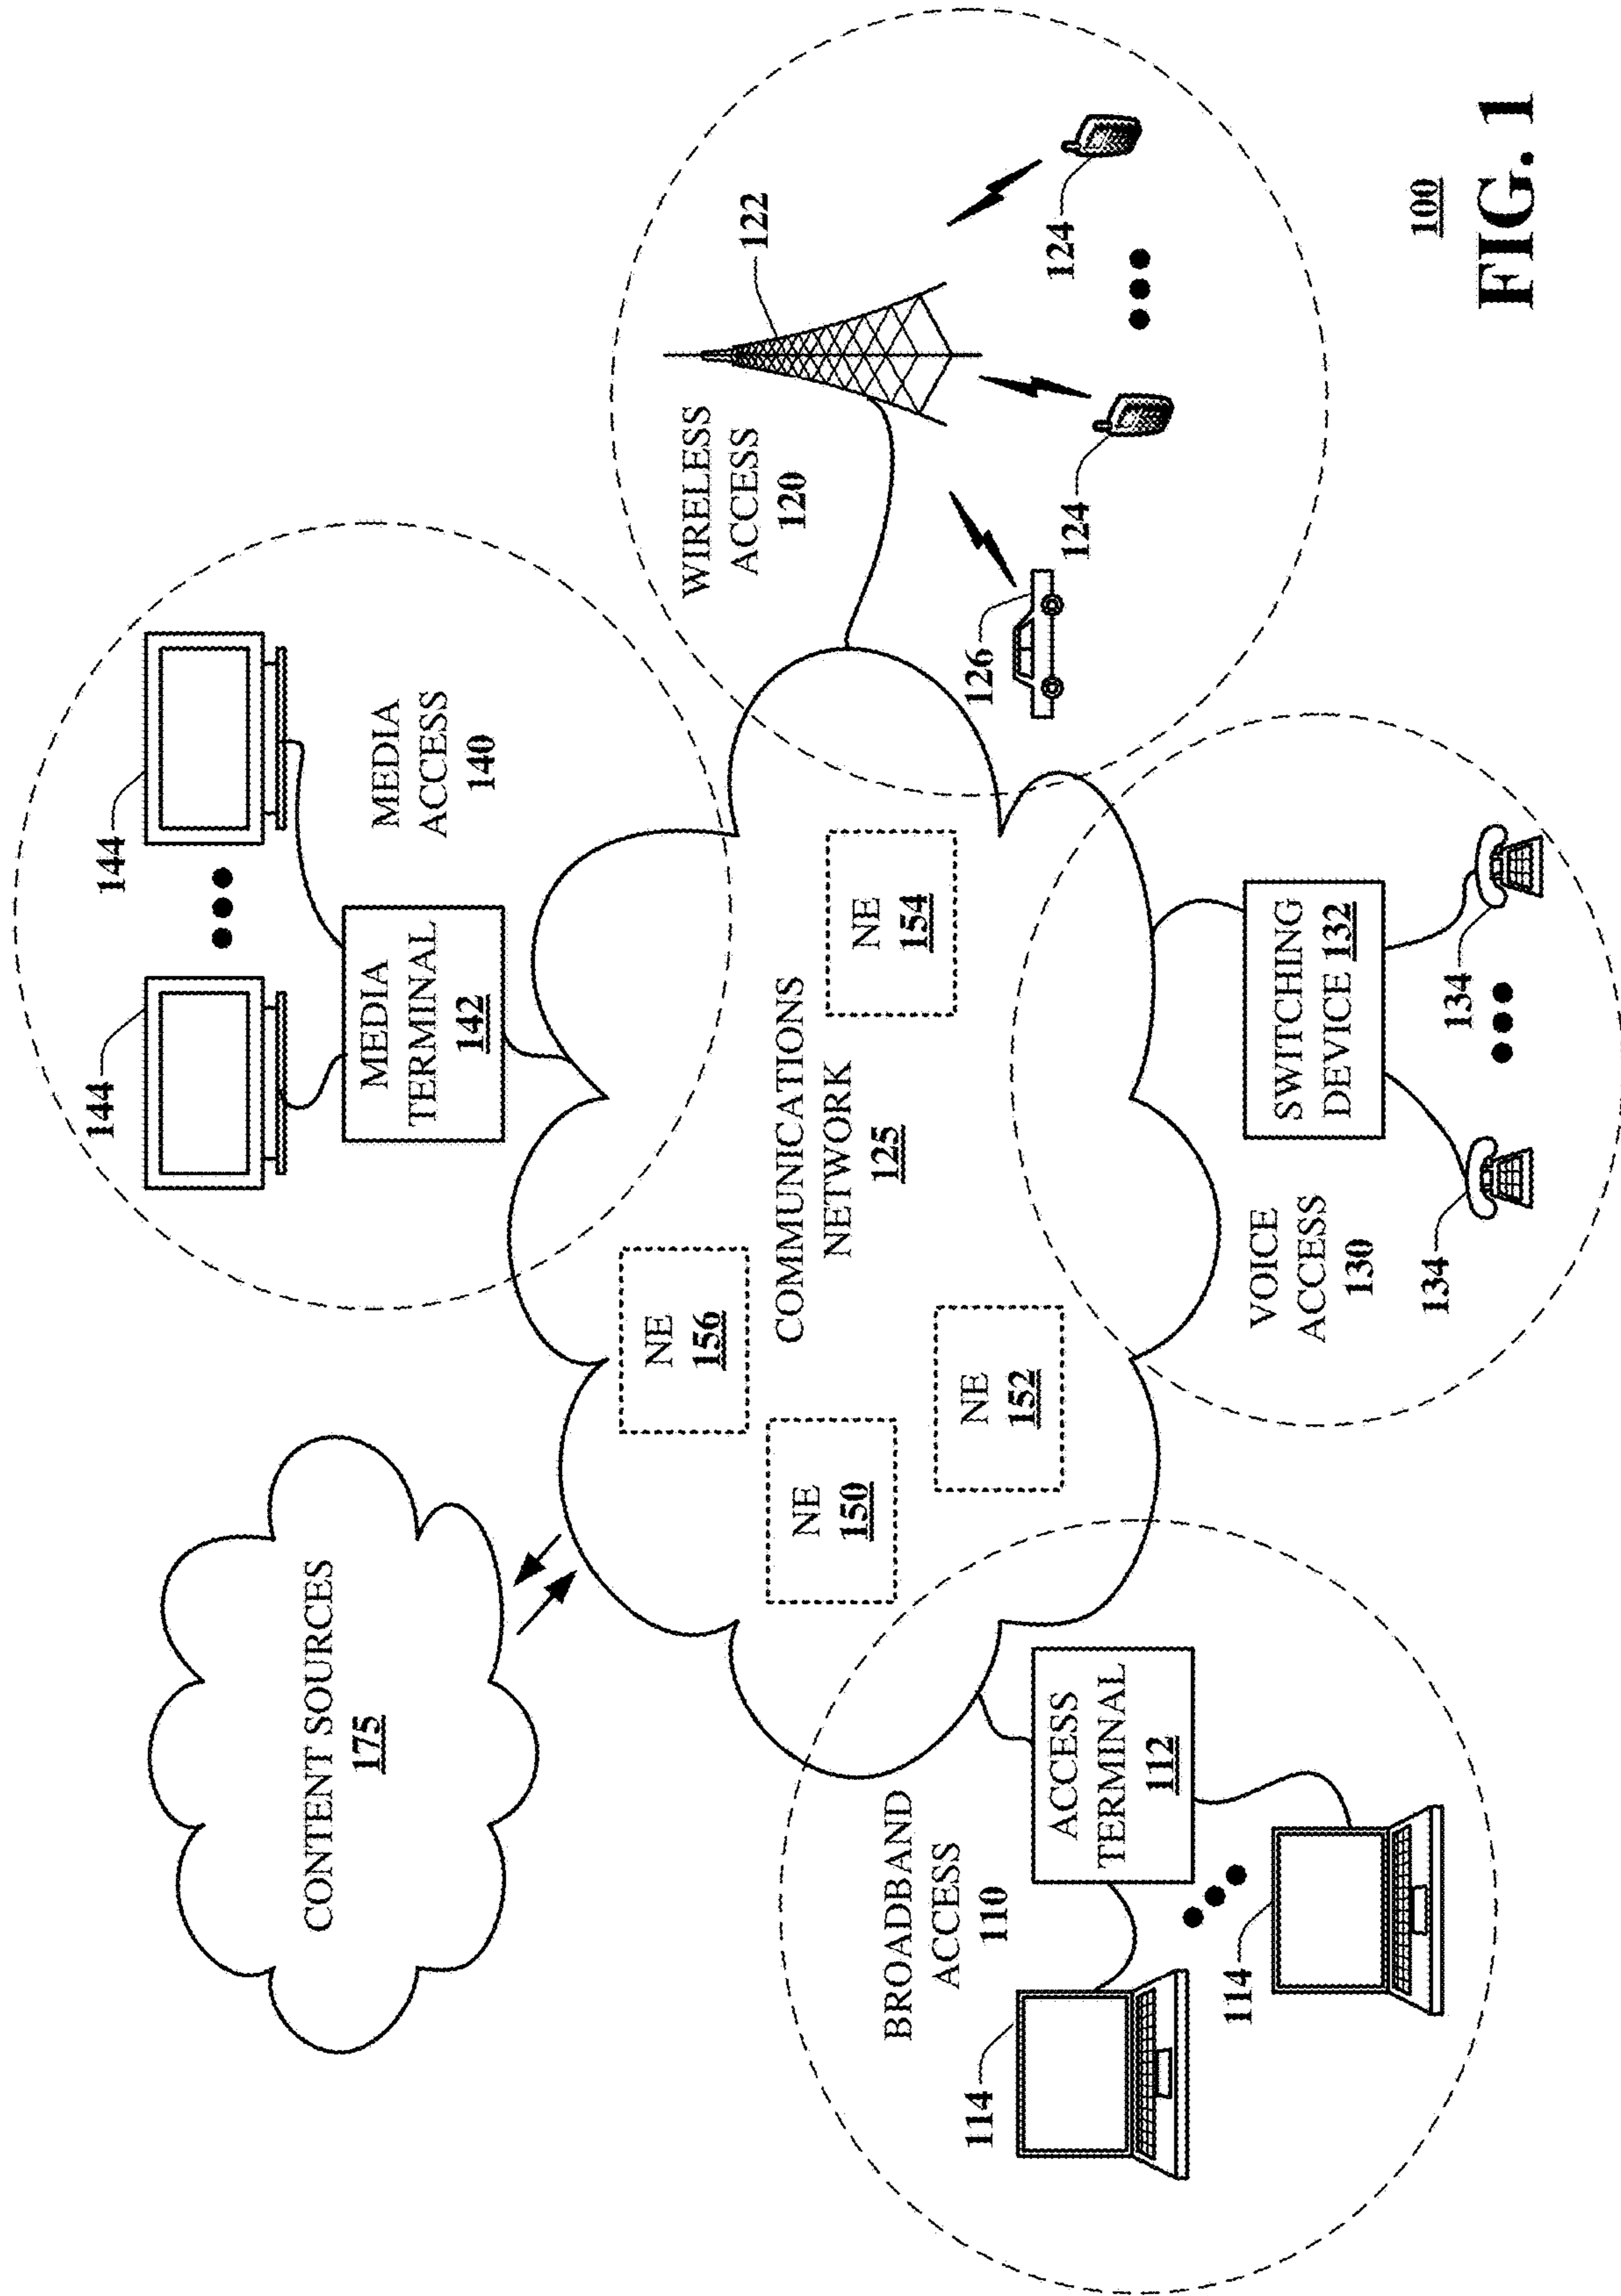 CONTENT SOURCES
175
144
144
MEDIA
TERMINAL
142
MEDIA
ACCESS
140
NE
156
NE
150
NE
152
COMMUNICATIONS
NETWORK
125
NE
154
WIRELESS
ACCESS
120
122
126
124
124
BROADBAND
ACCESS
110
ACCESS
TERMINAL
112
114
114
VOICE
ACCESS
130
SWITCHING
DEVICE 132
134
134
100
FIG. 1